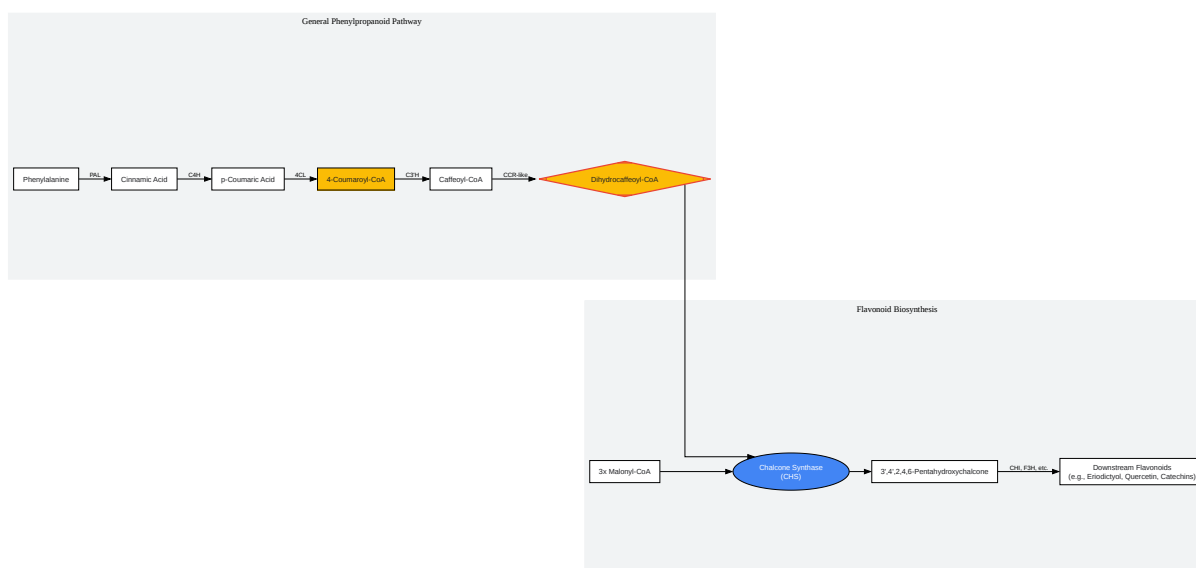 General Phenylpropanoid Pathway
Phenylalanine
PAL
Cinnamic Acid
C4H
p-Coumaric Acid
4CL
4-Coumaroyl-CoA
C3'H
Caffeoyl-CoA
CCR-like
Dihydrocaffeoyl-CoA
Flavonoid Biosynthesis
3x Malonyl-CoA
Chalcone Synthase
(CHS)
3',4',2,4,6-Pentahydroxychalcone
CHI, F3H, etc.
Downstream Flavonoids
(e.g., Eriodictyol, Quercetin, Catechins)